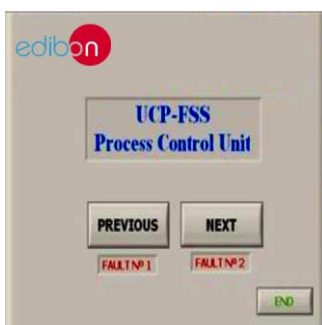 edibon
UCP-FSS
Process Control Unit
PREVIOUS NEXT
FAULT Nº 1 FAULT Nº 2
END